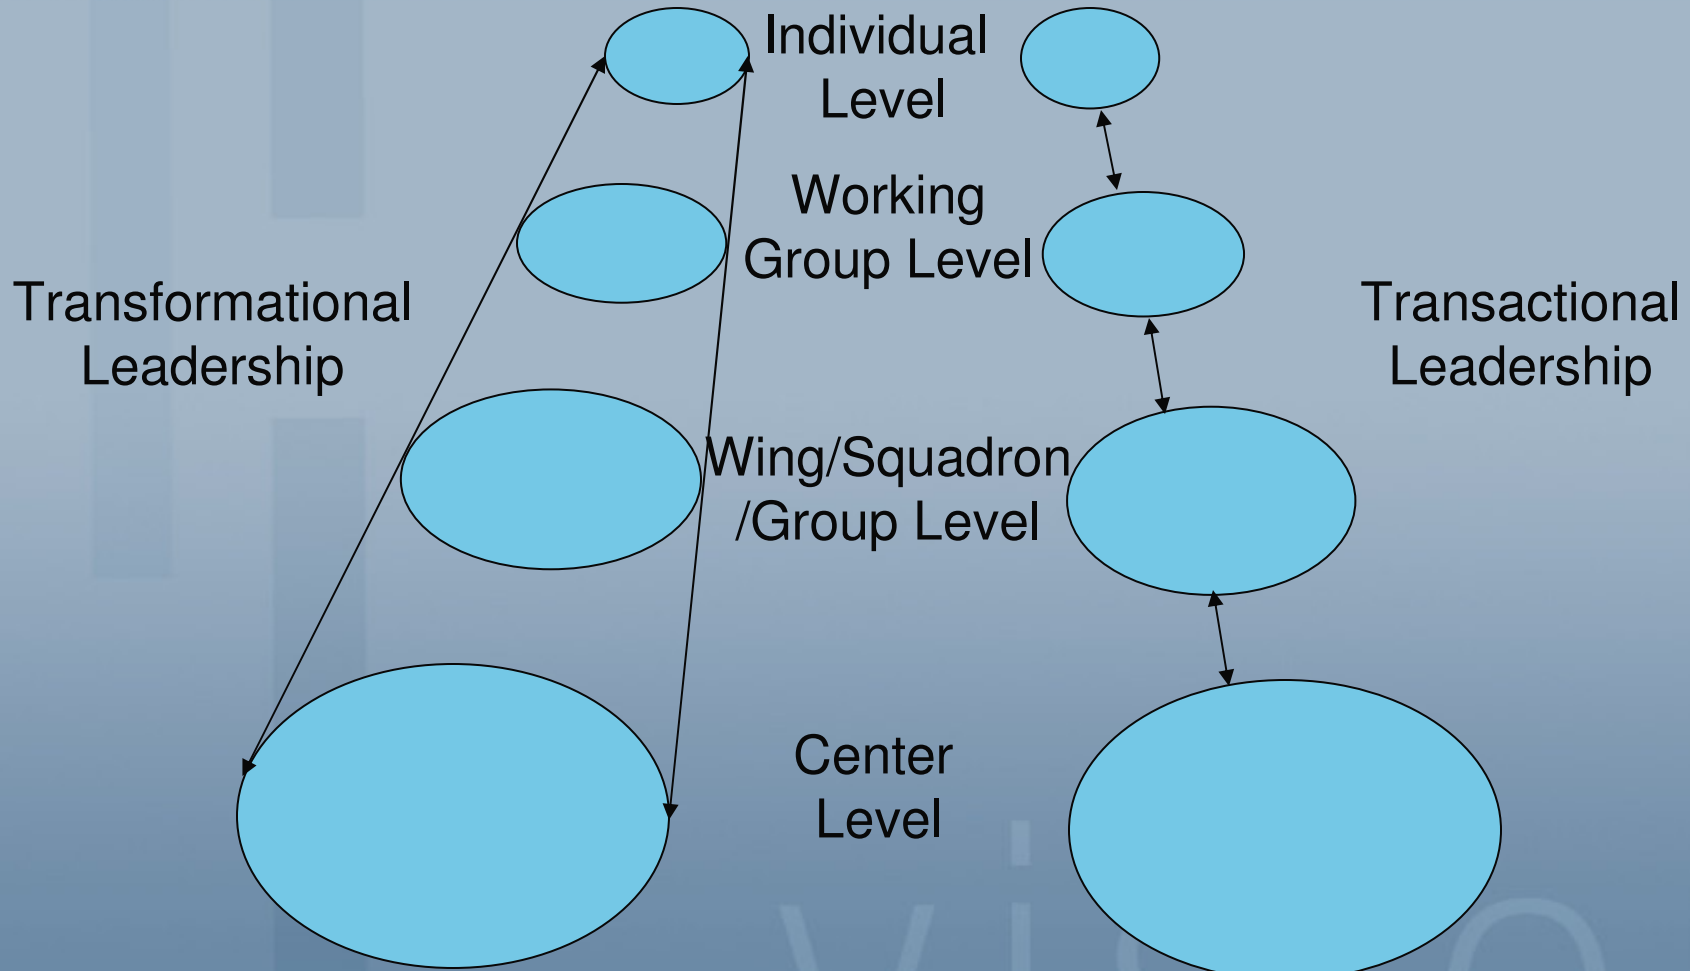 Individual
Level
Working
Group Level
Transformational
Leadership
Transactional
Leadership
Wing/Squadron
/Group Level
Center
Level